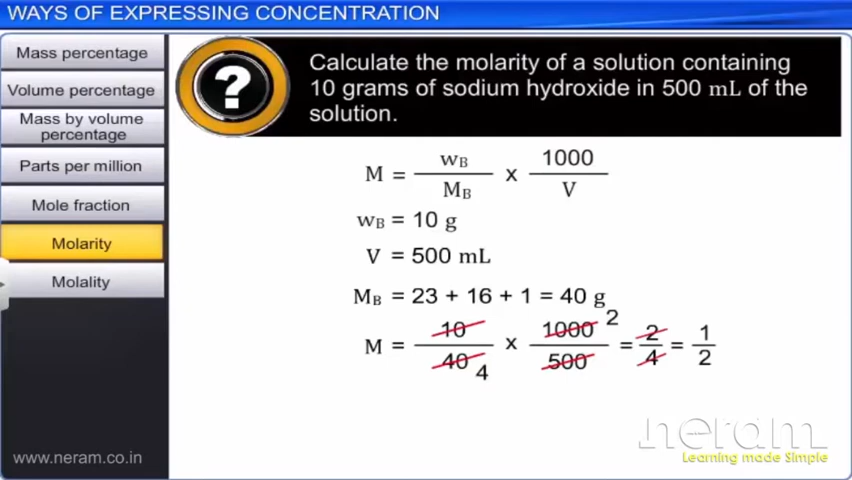 WAYS OF EXPRESSING CONCENTRATION
Mass percentage
Volume percentage
Mass by volume
percentage
Parts per million
Mole fraction
Molarity
Molality
?
Calculate the molarity of a solution containing
10 grams of sodium hydroxide in 500 mL of the
solution.
M = wB/MB x 1000/V
wB = 10 g
V = 500 mL
MB = 23 + 16 + 1 = 40 g
M = 10/40 4 x 1000 2/500 = 2/4 = 1/2
neram
Learning made Simple
www.neram.co.in